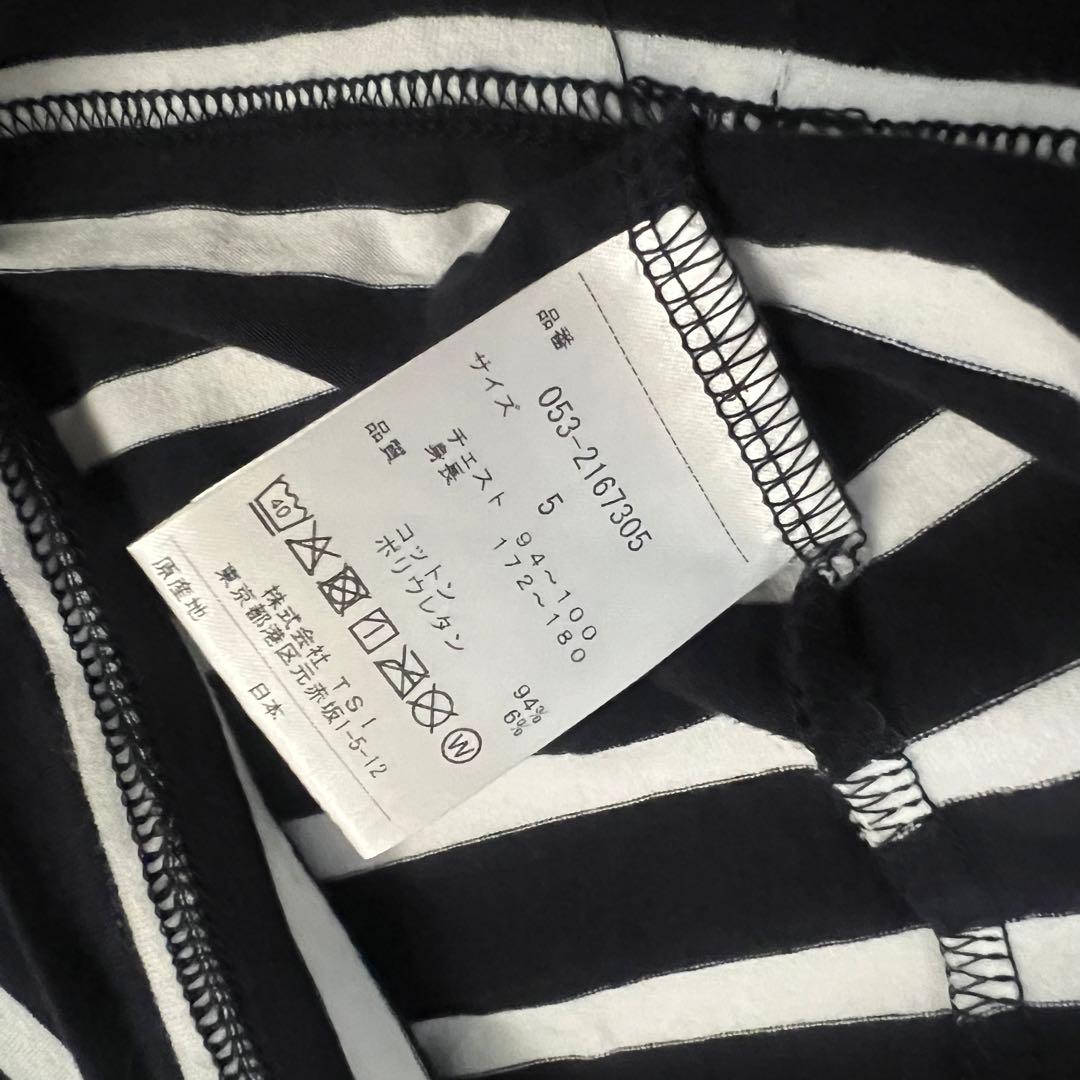 品番
053-2167305
サイズ
5
チェスト 94～100
身長 172～180
品質
コットン 94%
ポリウレタン 6%
40
W
株式会社 TSI
東京都港区元赤坂1-5-12
原産地 日本